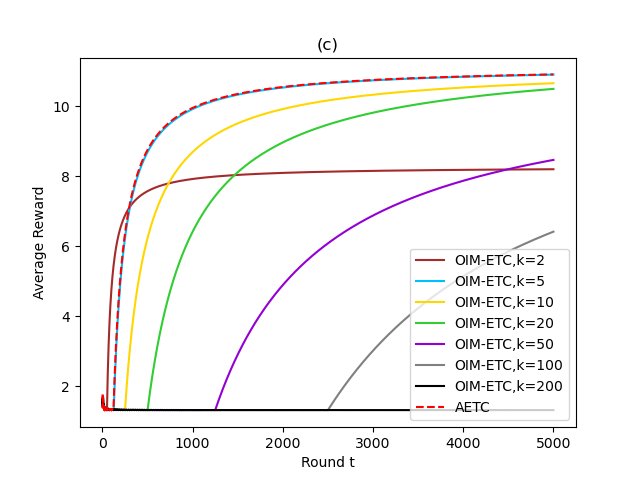 (c)
Average Reward
10
8
6
4
2
OIM-ETC,k=2
OIM-ETC,k=5
OIM-ETC,k=10
OIM-ETC,k=20
OIM-ETC,k=50
OIM-ETC,k=100
OIM-ETC,k=200
AETC
0 1000 2000 3000 4000 5000
Round t